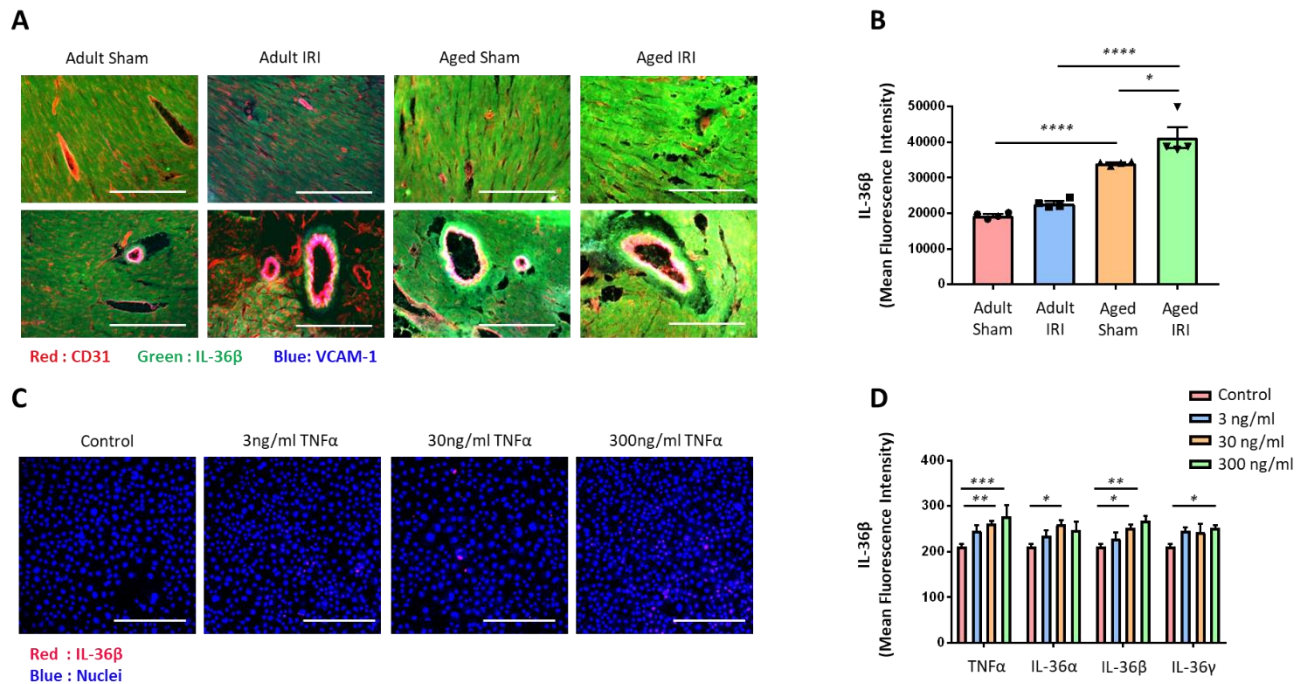 A
Adult Sham
Adult IRI
Aged Sham
Aged IRI
Red : CD31 Green : IL-36β Blue: VCAM-1
B
IL-36β
(Mean Fluorescence Intensity)
50000
40000
30000
20000
10000
0
****
*
****
Adult
Sham
Adult
IRI
Aged
Sham
Aged
IRI
C
Control
3ng/ml TNFα
30ng/ml TNFα
300ng/ml TNFα
Red : IL-36β
Blue : Nuclei
D
Control
3 ng/ml
30 ng/ml
300 ng/ml
IL-36β
(Mean Fluorescence Intensity)
400
300
200
100
0
***
**
*
**
*
*
TNFα
IL-36α
IL-36β
IL-36γ